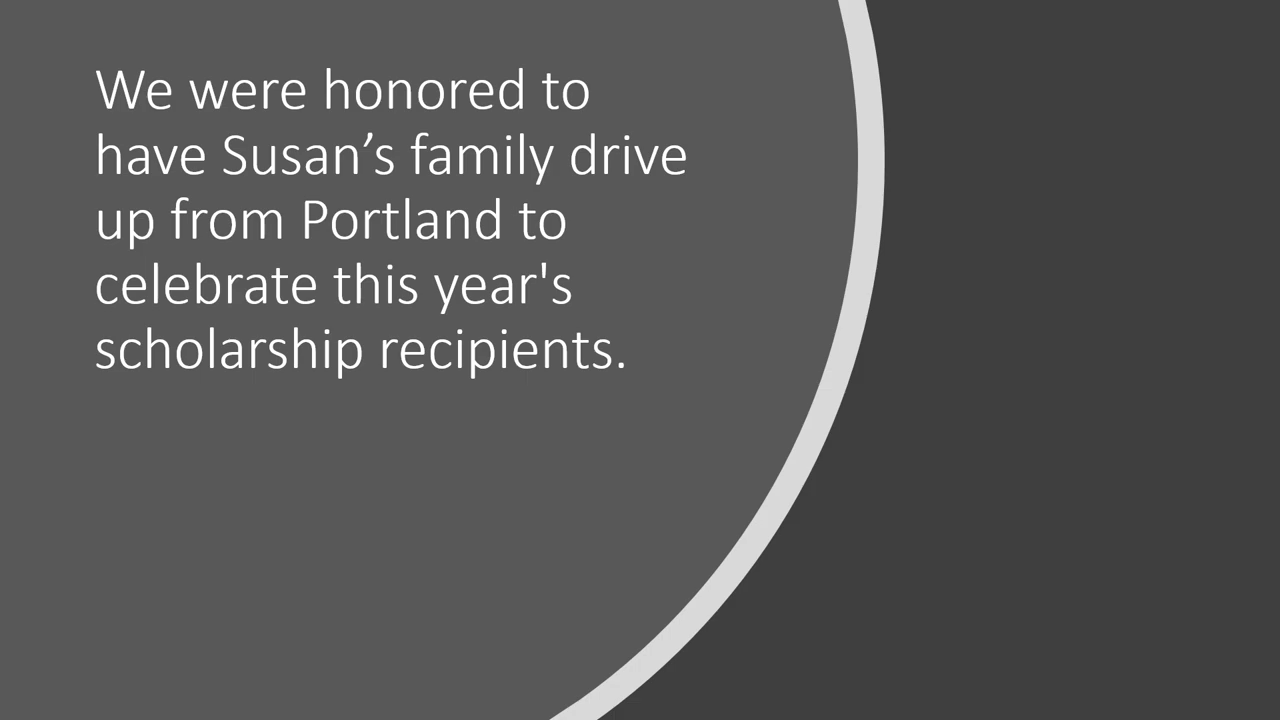 We were honored to
have Susan’s family drive
up from Portland to
celebrate this year's
scholarship recipients.